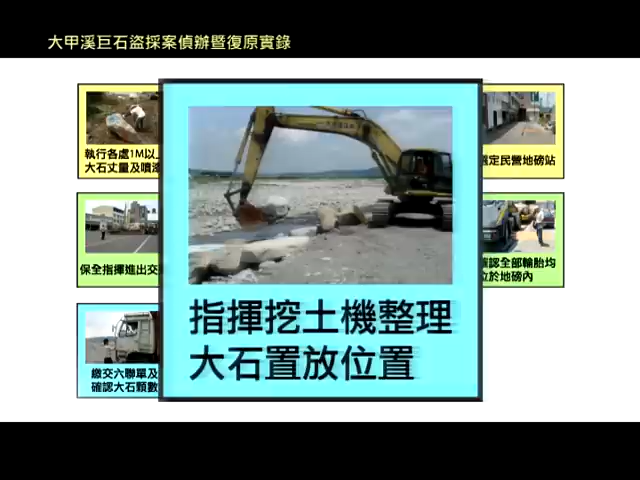 大甲溪巨石盜採案偵辦暨復原實錄
執行各處1M以上
大石丈量及噴漆
定民營地磅站
保全指揮進出交
確認全部輪胎均
位於地磅內
繳交六聯單及
確認大石顆數
指揮挖土機整理
大石置放位置